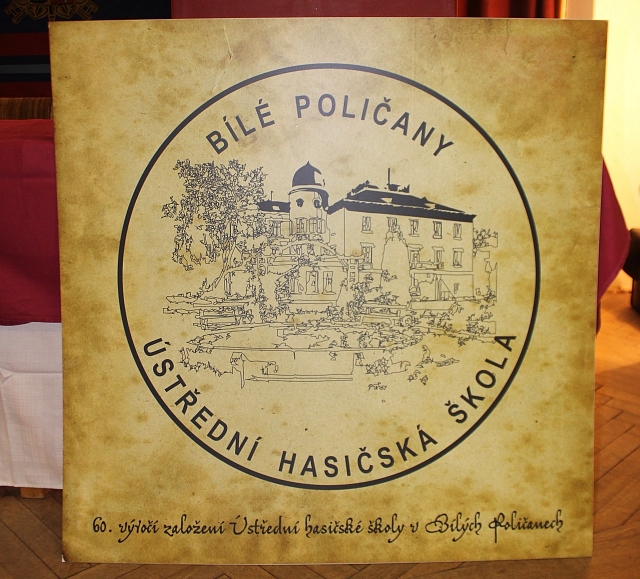 BÍLÉ POLIČANY
ÚSTŘEDNÍ HASIČSKÁ ŠKOLA
60. výročí založení Ústřední hasičské školy v Bílých Poličanech